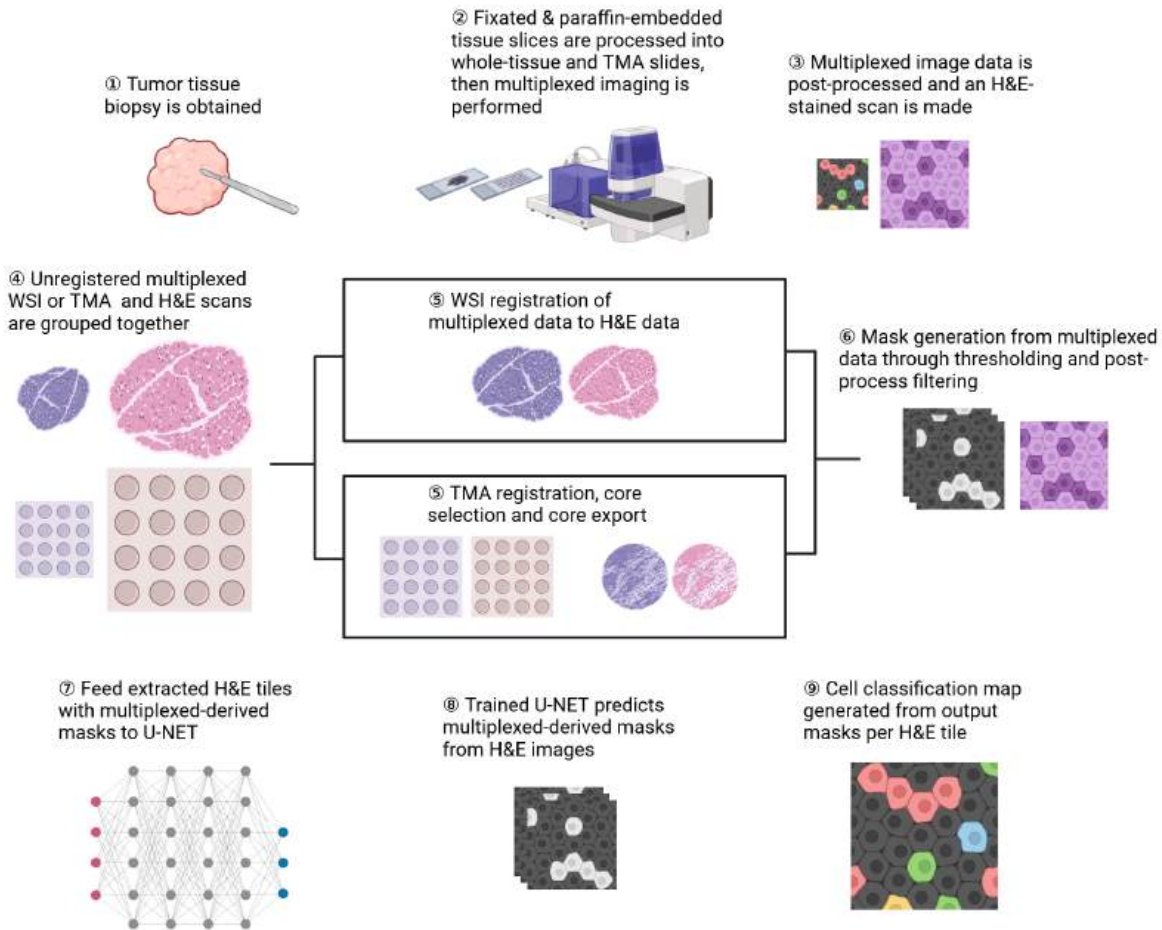 ① Tumor tissue
biopsy is obtained
② Fixated & paraffin-embedded
tissue slices are processed into
whole-tissue and TMA slides,
then multiplexed imaging is
performed
③ Multiplexed image data is
post-processed and an H&E-
stained scan is made
④ Unregistered multiplexed
WSI or TMA and H&E scans
are grouped together
⑤ WSI registration of
multiplexed data to H&E data
⑤ TMA registration, core
selection and core export
⑥ Mask generation from multiplexed
data through thresholding and post-
process filtering
⑦ Feed extracted H&E tiles
with multiplexed-derived
masks to U-NET
⑧ Trained U-NET predicts
multiplexed-derived masks
from H&E images
⑨ Cell classification map
generated from output
masks per H&E tile